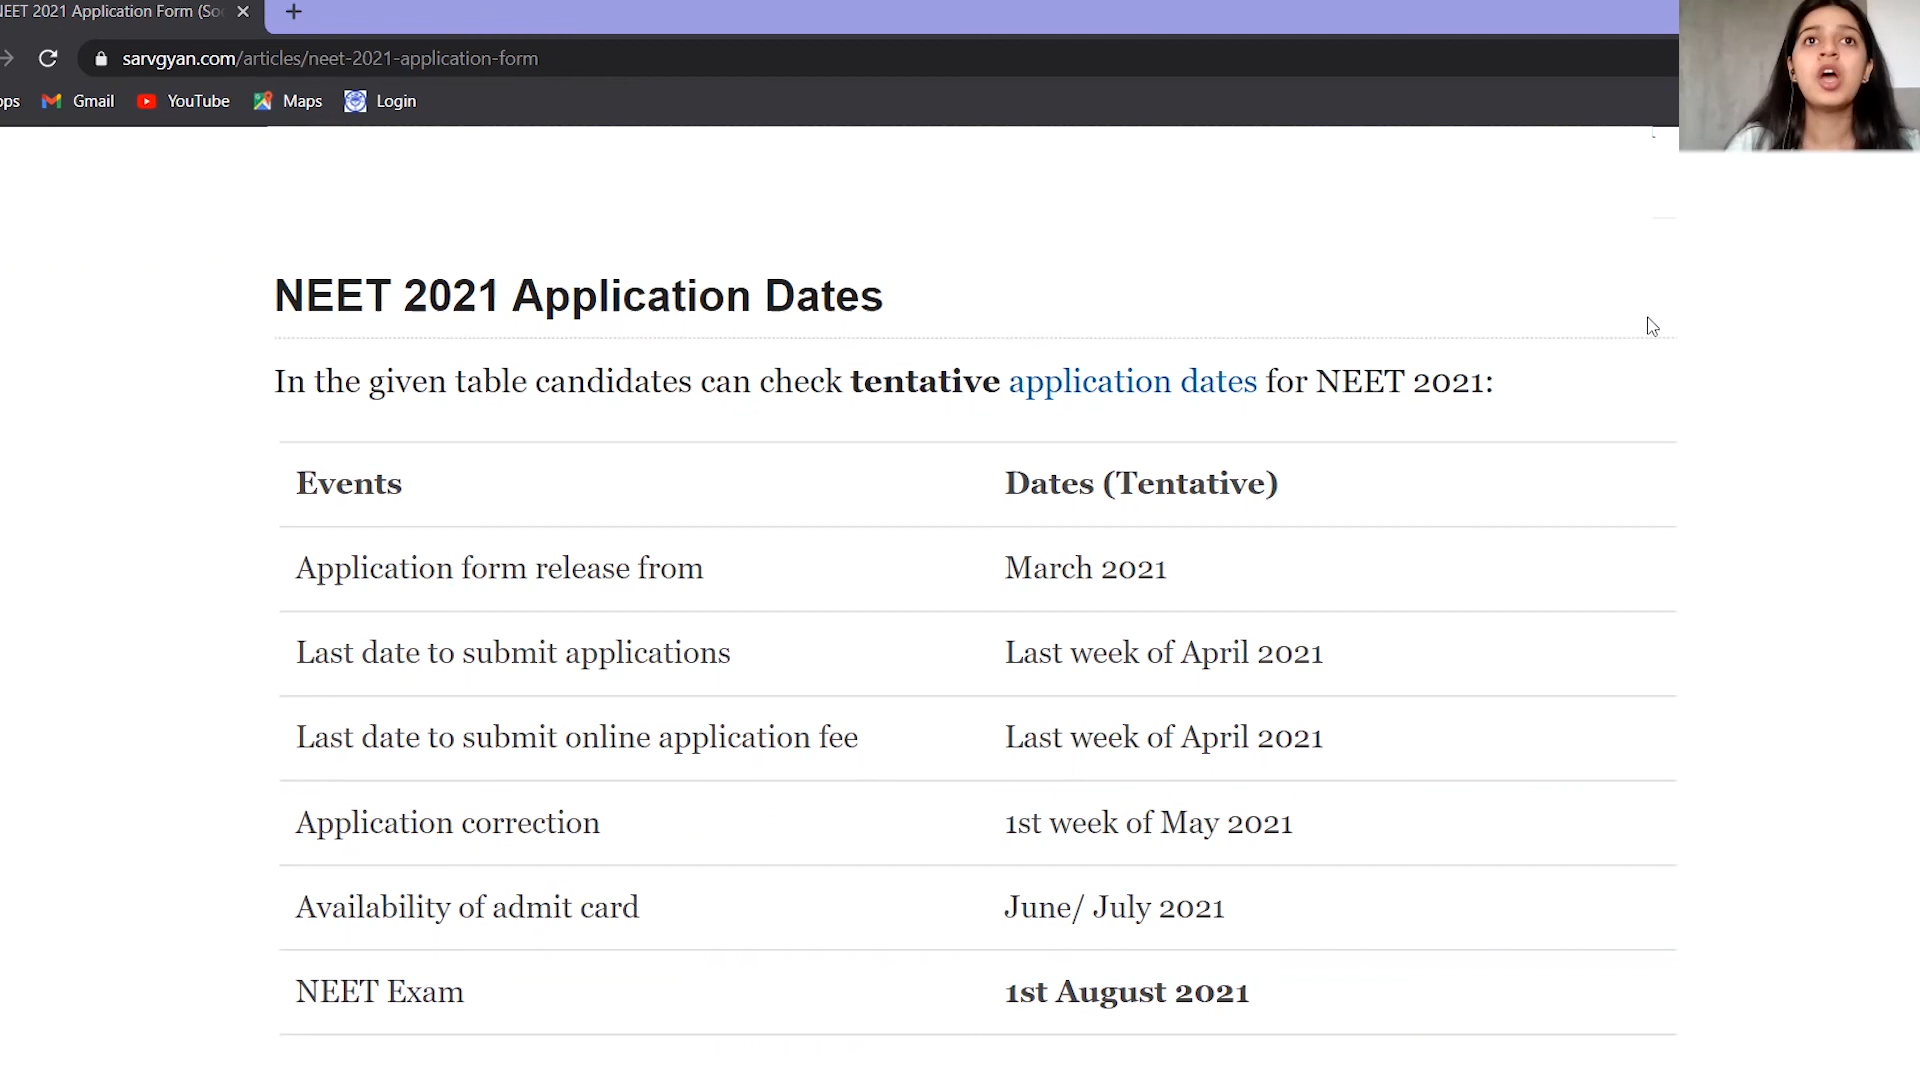 NEET 2021 Application Form (So
sarvgyan.com/articles/neet-2021-application-form
Gmail YouTube Maps Login
NEET 2021 Application Dates
In the given table candidates can check tentative application dates for NEET 2021:
Events Dates (Tentative)
Application form release from March 2021
Last date to submit applications Last week of April 2021
Last date to submit online application fee Last week of April 2021
Application correction 1st week of May 2021
Availability of admit card June/ July 2021
NEET Exam 1st August 2021